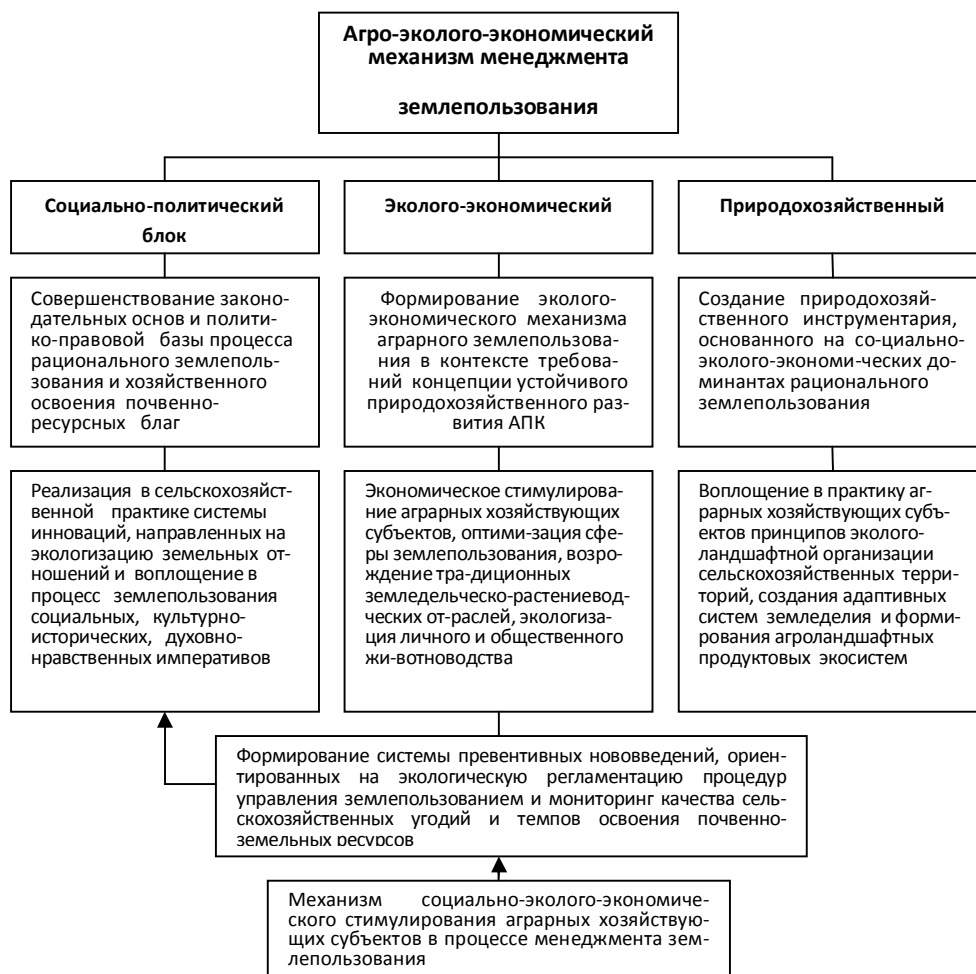 Агро-эколого-экономический
механизм менеджмента
землепользования
Социально-политический
блок
Эколого-экономический
Природохозяйственный
Совершенствование законо-
дательных основ и полити-
ко-правовой базы процесса
рационального землеполь-
зования и хозяйственного
освоения почвенно-
ресурсных благ
Формирование эколого-
экономического механизма
аграрного землепользова-
ния в контексте требова-
ний концепции устойчивого
природохозяйственного раз
вития АПК
Создание природохозяй-
ственного инструментария,
основанного на со-циально-
эколого-экономи-ческих до-
минантах рационального
землепользования
Реализация в сельскохозяйст-
венной практике системы
инноваций, направленных на
экологизацию земельных от-
ношений и воплощение в
процесс землепользования
социальных, культурно-
исторических, духовно-
нравственных императивов
Экономическое стимулирова-
ние аграрных хозяйствующих
субъектов, оптими-зация сфе-
ры землепользования, возро-
ждение тра-диционных
земледельческо-растениевод-
ческих от-раслей, экологиза-
ция личного и общественного
жи-вотноводства
Воплощение в практику аг-
рарных хозяйствующих субъ-
ектов принципов эколого-
ландшафтной организации
сельскохозяйственных терри-
торий, создания адаптивных
систем земледелия и форми-
рования агроландшафтных
продуктовых экосистем
Формирование системы превентивных нововведений, ориен-
тированных на экологическую регламентацию процедур
управления землепользованием и мониторинг качества сель-
скохозяйственных угодий и темпов освоения почвенно-
земельных ресурсов
Механизм социально-эколого-экономиче-
ского стимулирования аграрных хозяйствую-
щих субъектов в процессе менеджмента зем-
лепользования